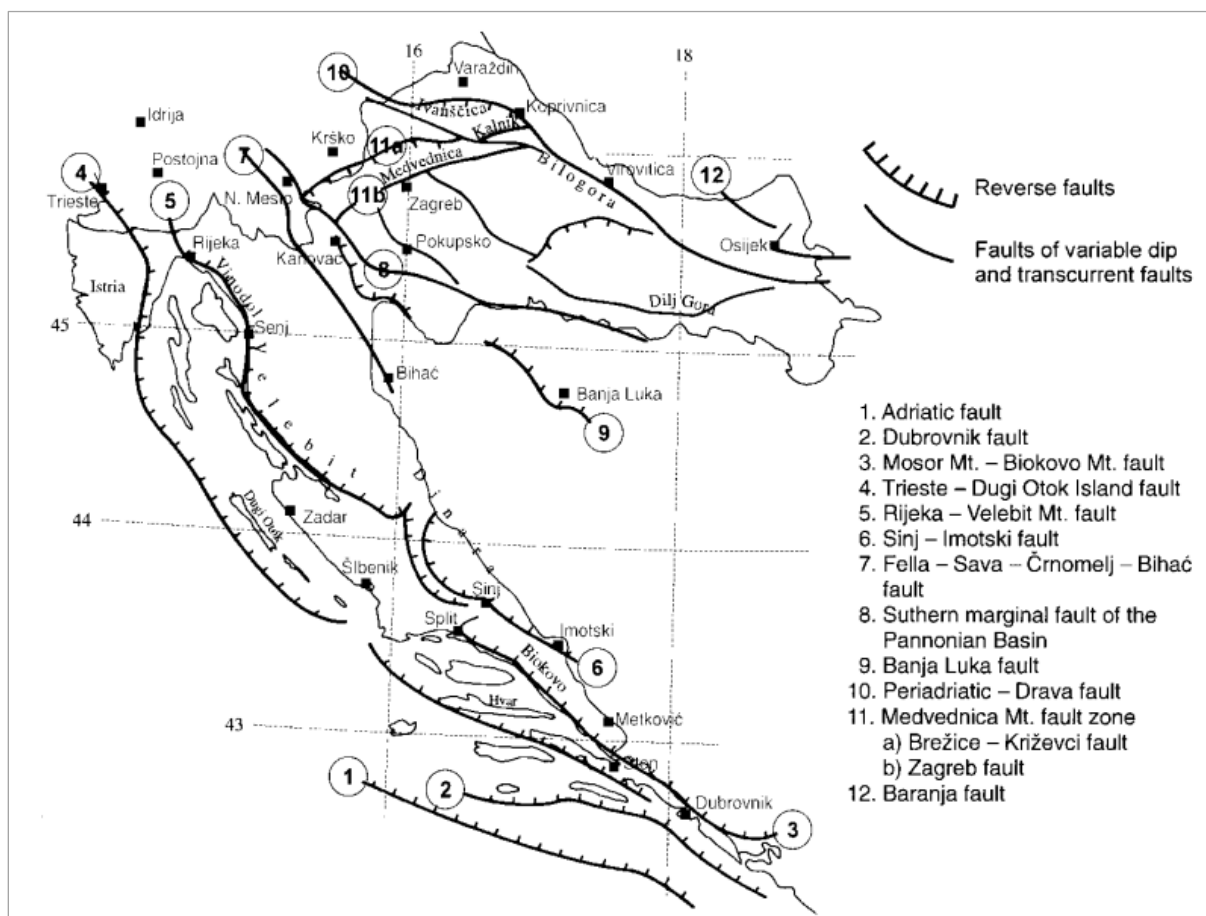 16
18
10
Varaždin
Ivanščica
Koprivnica
Idrija
Kalnik
Krško
11a
7
Medvednica
Postojna
4
Bilogora
Virovitica
12
Reverse faults
Trieste
5
N. Mesto
11b
Zagreb
Rijeka
Karlovac
Pokupsko
Osijek
Faults of variable dip
and transcurrent faults
8
Istria
Vinodol
Dilj Gora
45
Senj
Velebit
Bihać
Banja Luka
9
Dinara
1. Adriatic fault
2. Dubrovnik fault
3. Mosor Mt. – Biokovo Mt. fault
4. Trieste – Dugi Otok Island fault
5. Rijeka – Velebit Mt. fault
6. Sinj – Imotski fault
7. Fella – Sava – Črnomelj – Bihać
fault
8. Suthern marginal fault of the
Pannonian Basin
9. Banja Luka fault
10. Periadriatic – Drava fault
11. Medvednica Mt. fault zone
a) Brežice – Križevci fault
b) Zagreb fault
12. Baranja fault
44
Dugi Otok
Zadar
Šlbenik
Sinj
Split
Imotski
6
Biokovo
Hvar
43
Metković
Ston
1
2
Dubrovnik
3